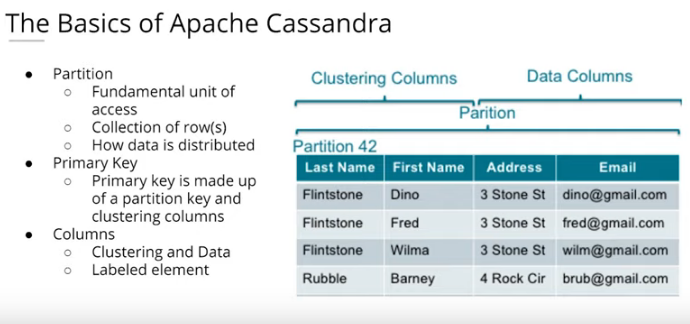 The Basics of Apache Cassandra
● Partition
○ Fundamental unit of
access
○ Collection of row(s)
○ How data is distributed
● Primary Key
○ Primary key is made up
of a partition key and
clustering columns
● Columns
○ Clustering and Data
○ Labeled element
Clustering Columns Data Columns
Parition
Partition 42
Last Name First Name Address Email
Flintstone Dino 3 Stone St dino@gmail.com
Flintstone Fred 3 Stone St fred@gmail.com
Flintstone Wilma 3 Stone St wilm@gmail.com
Rubble Barney 4 Rock Cir brub@gmail.com